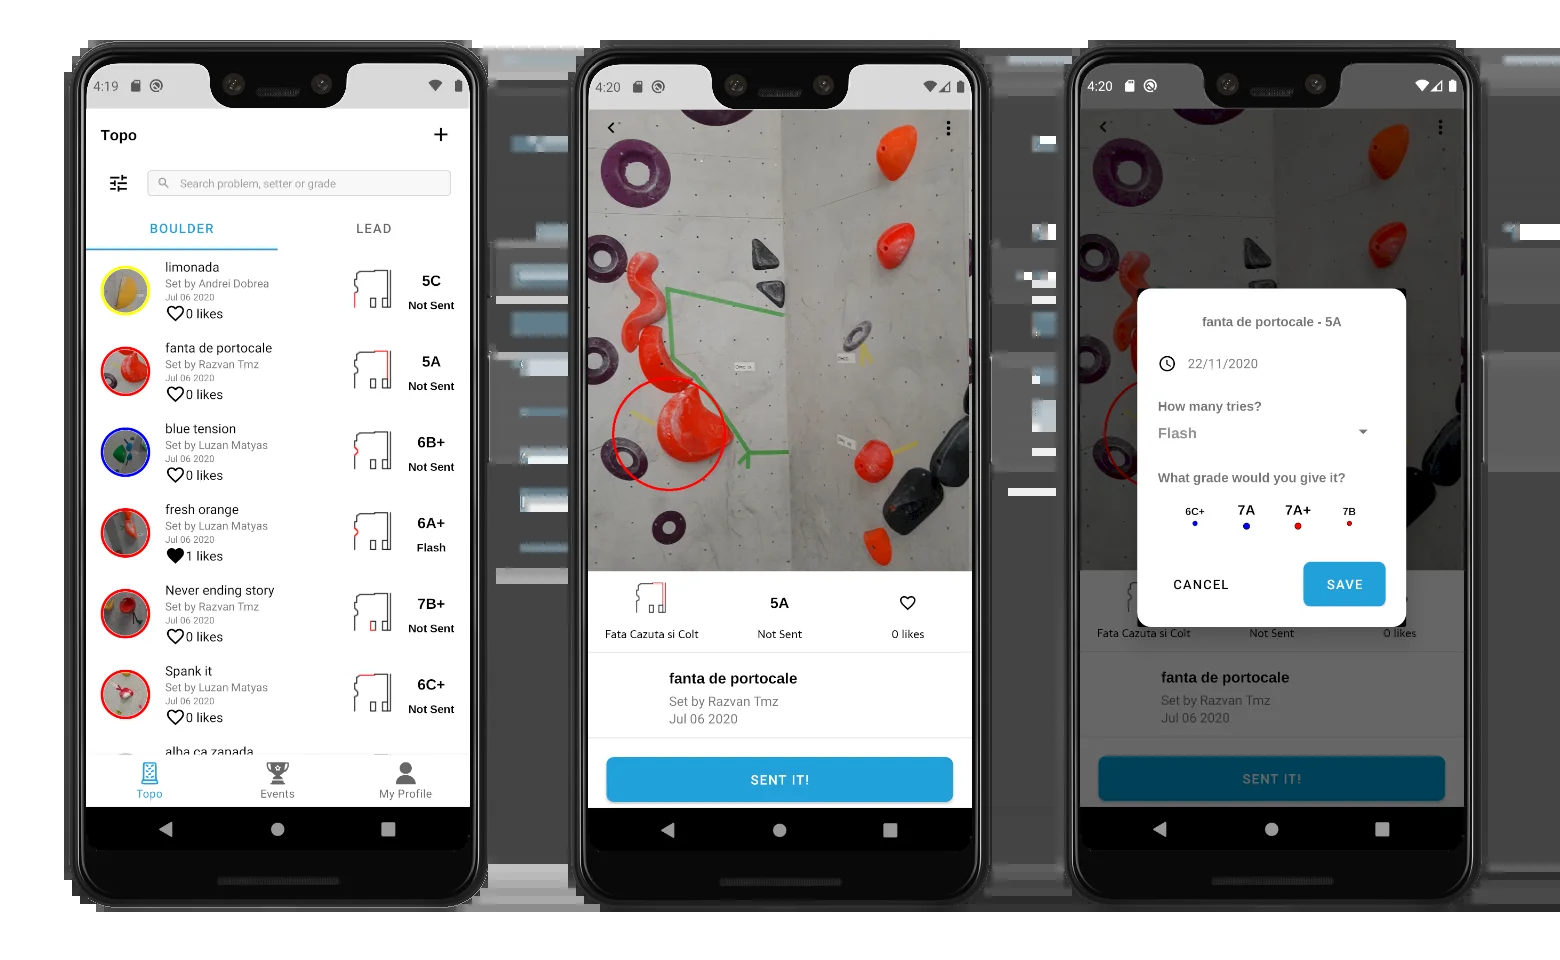 4:19
Topo
+
Search problem, setter or grade
BOULDER
LEAD
limonada
Set by Andrei Dobrea
Jul 06 2020
0 likes
5C
Not Sent
fanta de portocale
Set by Razvan Tmz
Jul 06 2020
0 likes
5A
Not Sent
blue tension
Set by Luzan Matyas
Jul 06 2020
0 likes
6B+
Not Sent
fresh orange
Set by Luzan Matyas
Jul 06 2020
1 likes
6A+
Flash
Never ending story
Set by Razvan Tmz
Jul 06 2020
0 likes
7B+
Not Sent
Spank it
Set by Luzan Matyas
Jul 06 2020
0 likes
6C+
Not Sent
alba ca zapada
Topo
Events
My Profile
4:20
5A
Fata Cazuta si Colt
Not Sent
0 likes
fanta de portocale
Set by Razvan Tmz
Jul 06 2020
SENT IT!
4:20
fanta de portocale - 5A
22/11/2020
How many tries?
Flash
What grade would you give it?
6C+
7A
7A+
7B
CANCEL
SAVE
Fata Cazuta si Colt
Not Sent
0 likes
fanta de portocale
Set by Razvan Tmz
Jul 06 2020
SENT IT!